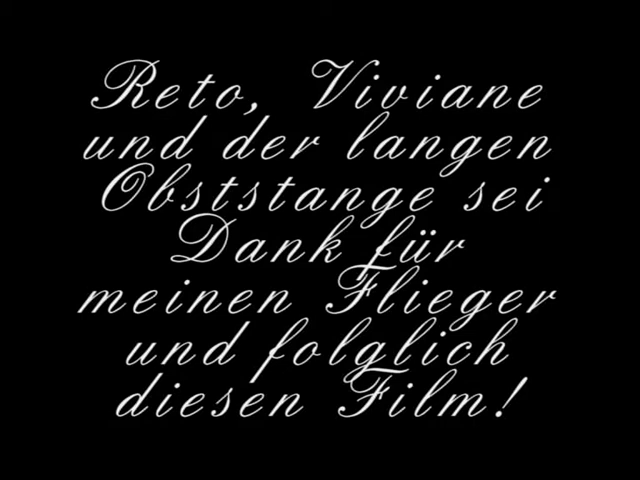 Reto, Viviane
und der langen
Obststange sei
Dank für
meinen Flieger
und folglich
diesen Film!